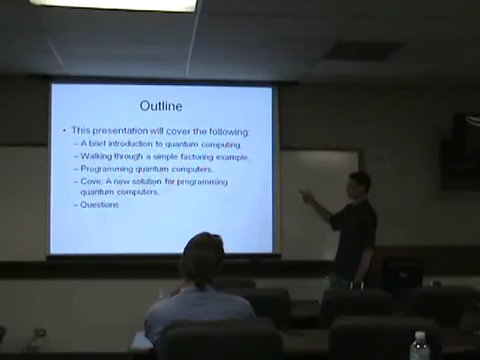 Outline
• This presentation will cover the following:
– A brief introduction to quantum computing.
– Walking through a simple factoring example.
– Programming quantum computers.
– Cove: A new solution for programming
quantum computers.
– Questions